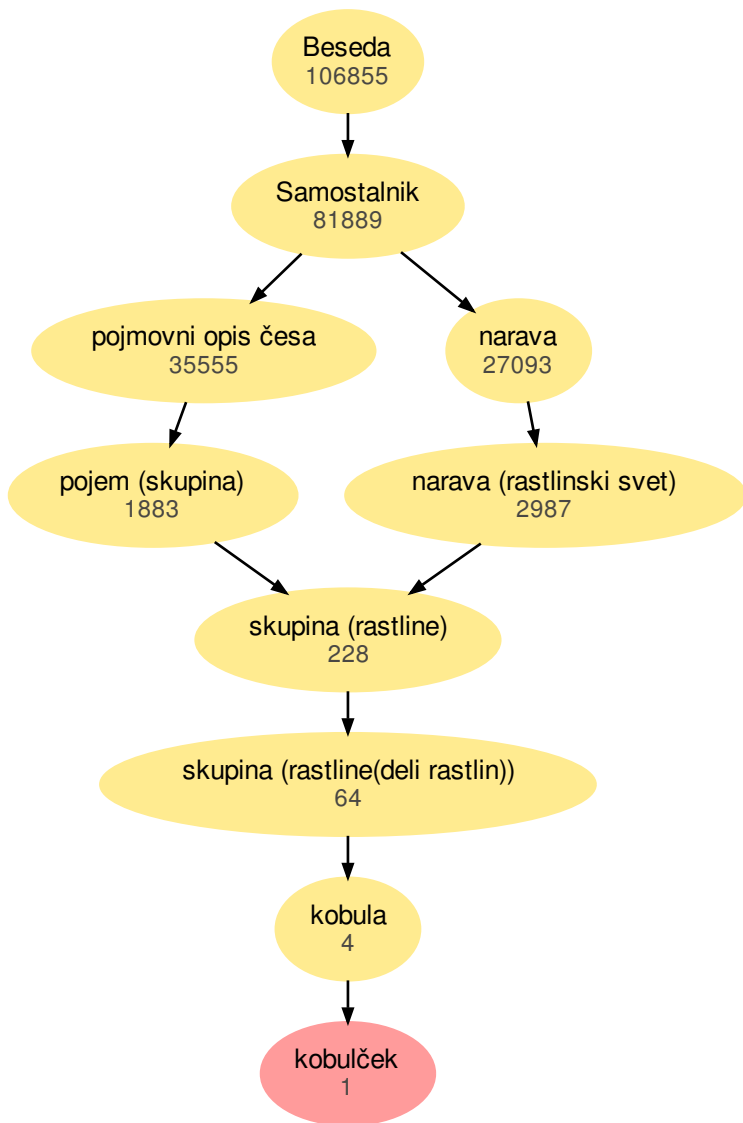 Beseda
106855
Samostalnik
81889
pojmovni opis česa
35555
narava
27093
pojem (skupina)
1883
narava (rastlinski svet)
2987
skupina (rastline)
228
skupina (rastline(deli rastlin))
64
kobula
4
kobulček
1